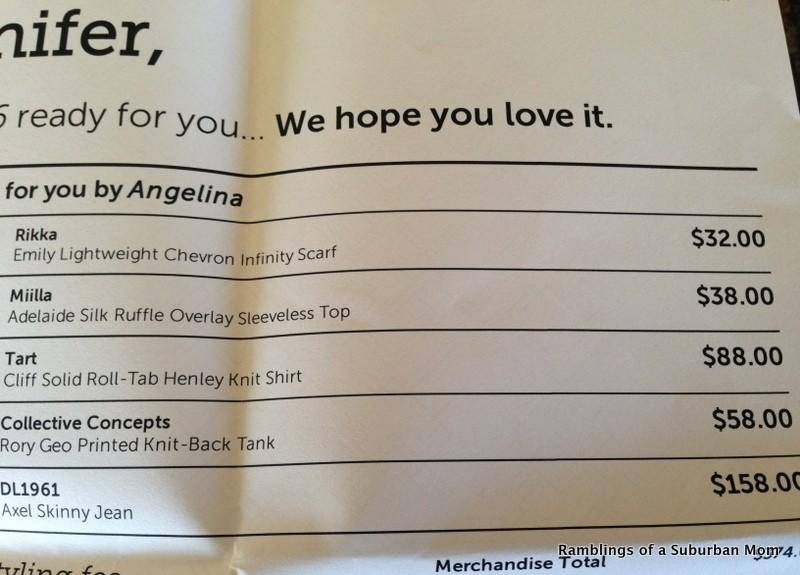 nifer,
ready for you... We hope you love it.
for you by Angelina
Rikka $32.00
Emily Lightweight Chevron Infinity Scarf
Miilla $38.00
Adelaide Silk Ruffle Overlay Sleeveless Top
Tart $88.00
Cliff Solid Roll-Tab Henley Knit Shirt
Collective Concepts $58.00
Rory Geo Printed Knit-Back Tank
DL1961 $158.00
Axel Skinny Jean
Merchandise Total
Ramblings of a Suburban Mom